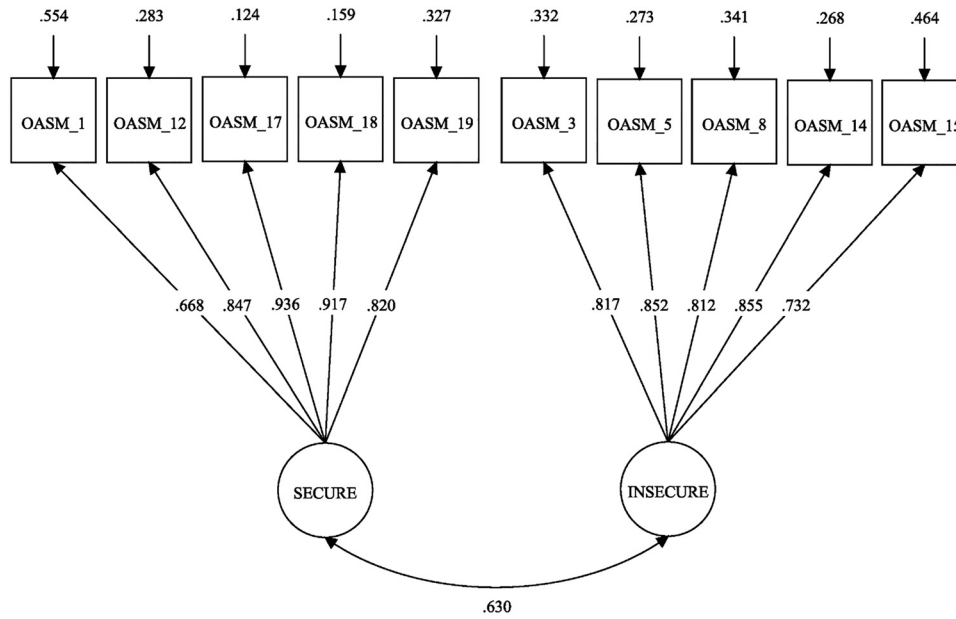 .554 .283 .124 .159 .327 .332 .273 .341 .268 .464
OASM_1 OASM_12 OASM_17 OASM_18 OASM_19 OASM_3 OASM_5 OASM_8 OASM_14 OASM_15
.668 .847 .936 .917 .820 .817 .852 .812 .855 .732
SECURE INSECURE
.630